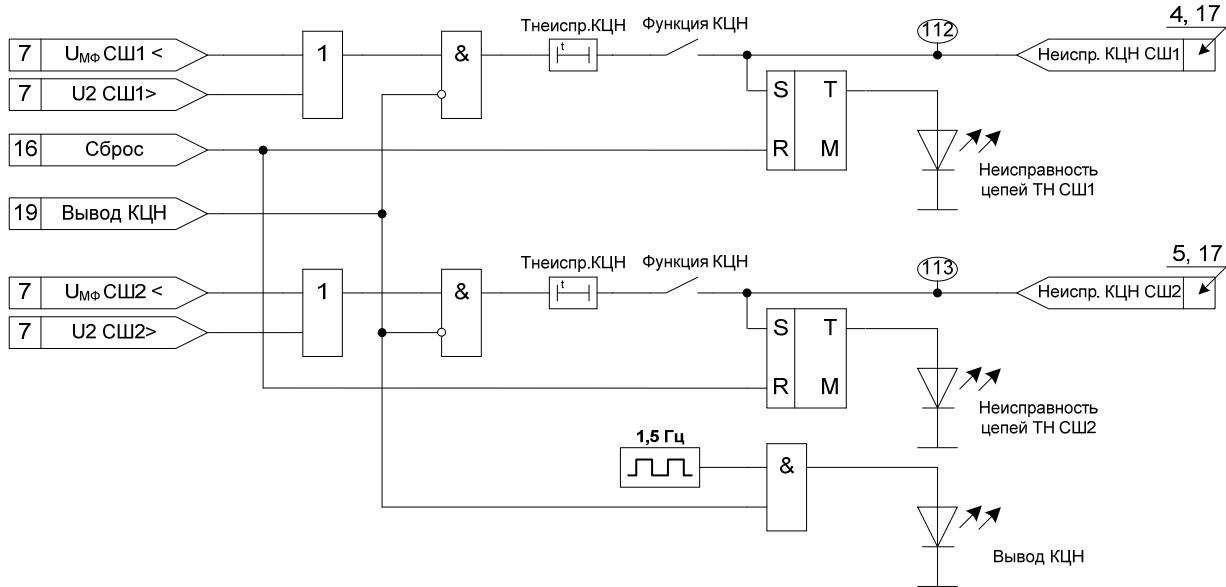 Тнеиспр.КЦН Функция КЦН 112 4, 17
7 UМФ СШ1 < 1 & t Неиспр. КЦН СШ1
7 U2 СШ1> S T
16 Сброс R M
Неисправность
цепей ТН СШ1
19 Вывод КЦН
Тнеиспр.КЦН Функция КЦН 113 5, 17
7 UМФ СШ2 < 1 & t Неиспр. КЦН СШ2
7 U2 СШ2> S T
R M
Неисправность
цепей ТН СШ2
1,5 Гц
&
Вывод КЦН